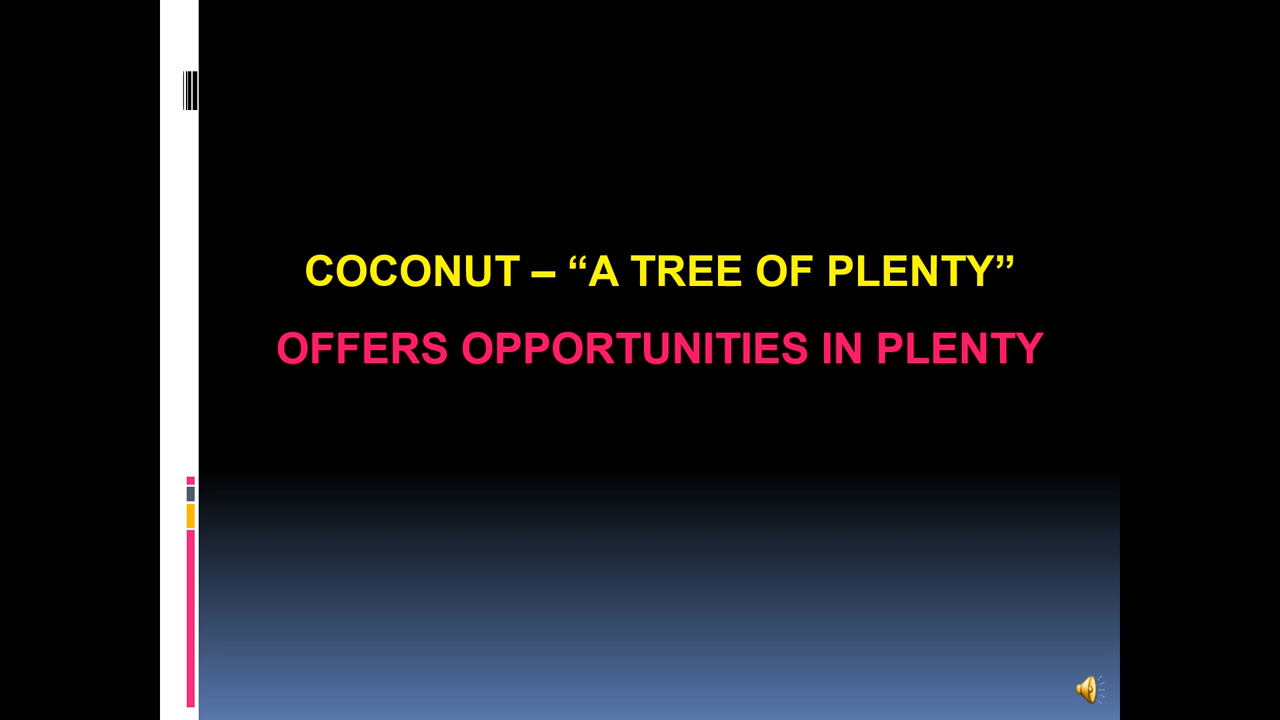 COCONUT – “A TREE OF PLENTY”
OFFERS OPPORTUNITIES IN PLENTY